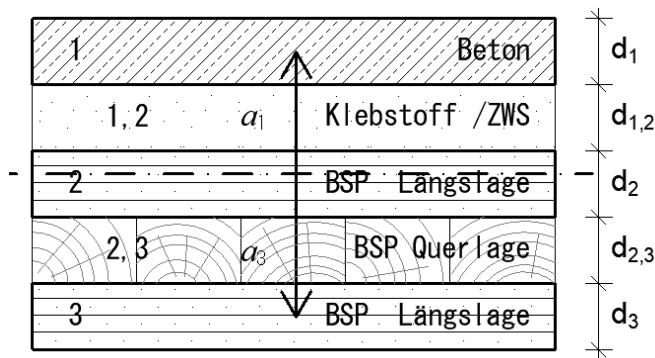 1 Beton d1
1,2 a1 Klebstoff /ZWS d1,2
2 BSP Längslage d2
2,3 a3 BSP Querlage d2,3
3 BSP Längslage d3